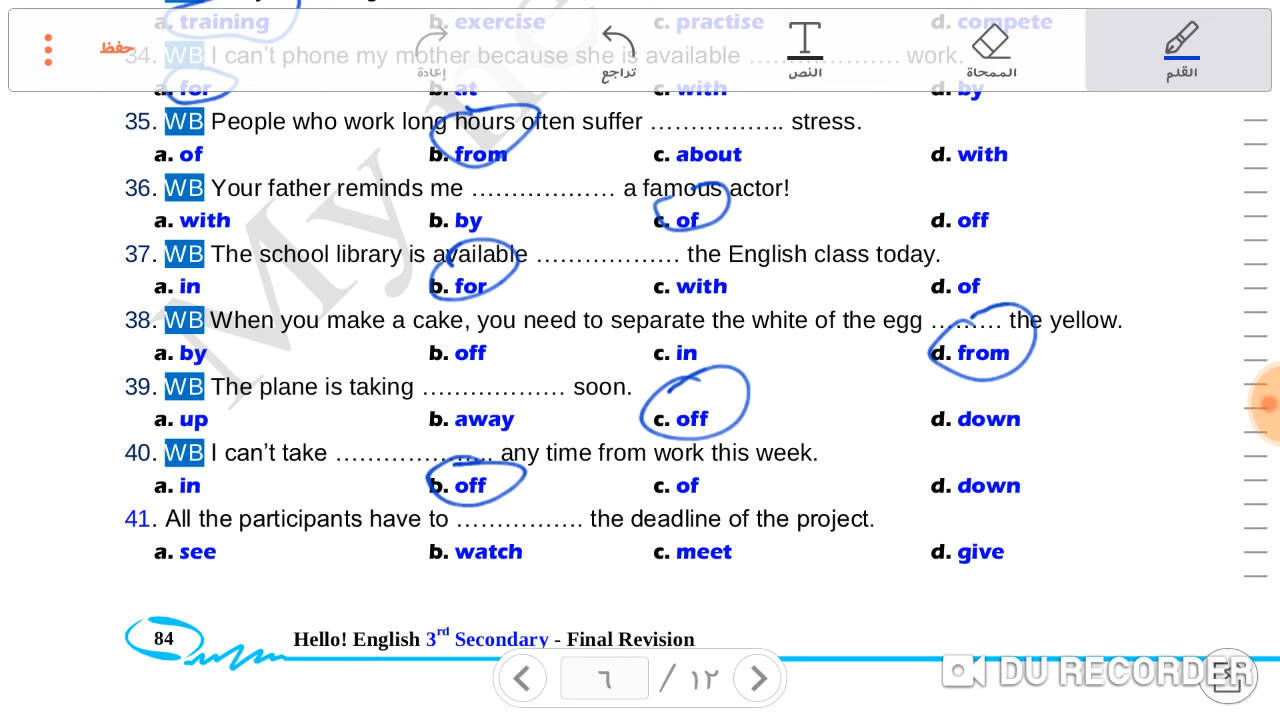 a. training b. exercise c. practise d. compete
حفظ
إعادة
تراجع
النص
الممحاة
القلم
34. WB I can't phone my mother because she is available ……………… work.
a. for b. at c. with d. by
35. WB People who work long hours often suffer …………….. stress.
a. of b. from c. about d. with
36. WB Your father reminds me ……………… a famous actor!
a. with b. by c. of d. off
37. WB The school library is available ……………… the English class today.
a. in b. for c. with d. of
38. WB When you make a cake, you need to separate the white of the egg ……… the yellow.
a. by b. off c. in d. from
39. WB The plane is taking ……………… soon.
a. up b. away c. off d. down
40. WB I can't take ……………….. any time from work this week.
a. in b. off c. of d. down
41. All the participants have to ……………. the deadline of the project.
a. see b. watch c. meet d. give
84 Hello! English 3rd Secondary - Final Revision
٦ / ١٢
DU RECORDER
My